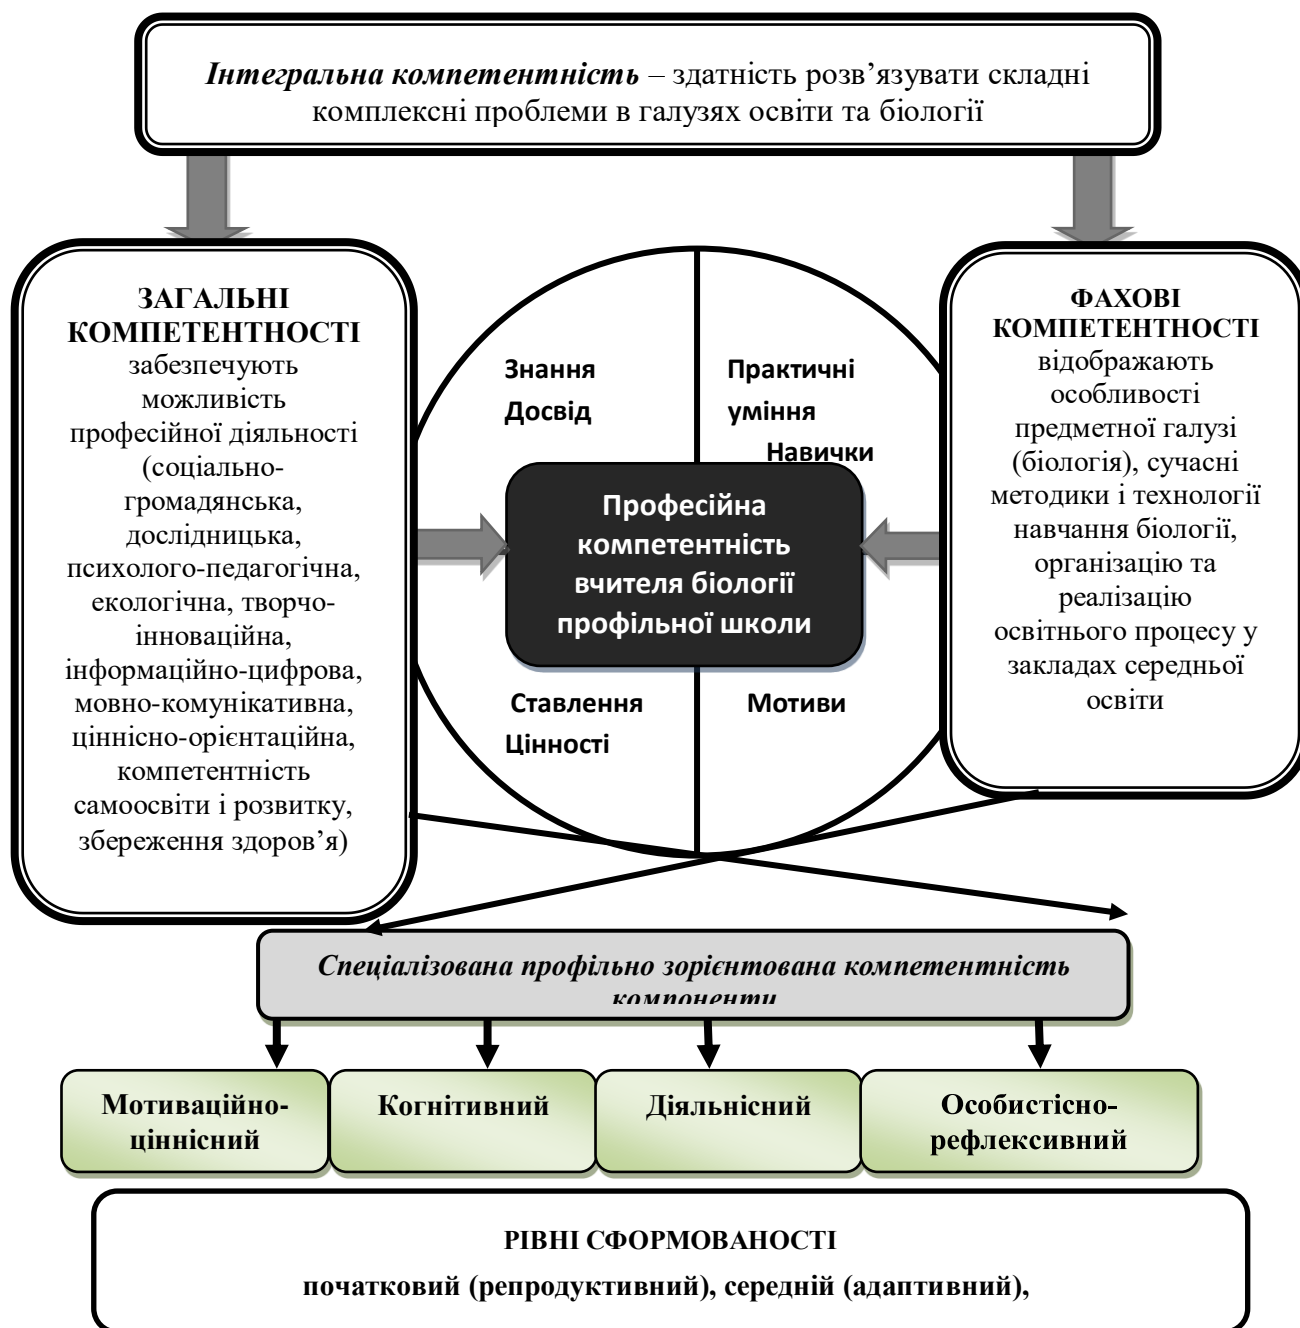 Інтегральна компетентність – здатність розв’язувати складні
комплексні проблеми в галузях освіти та біології
ЗАГАЛЬНІ
КОМПЕТЕНТНОСТІ
забезпечують
можливість
професійної діяльності
(соціально-
громадянська,
дослідницька,
психолого-педагогічна,
екологічна, творчо-
інноваційна,
інформаційно-цифрова,
мовно-комунікативна,
ціннісно-орієнтаційна,
компетентність
самоосвіти і розвитку,
збереження здоров’я)
Знання
Досвід
Практичні
уміння
Навички
Професійна
компетентність
вчителя біології
профільної школи
Ставлення
Цінності
Мотиви
ФАХОВІ
КОМПЕТЕНТНОСТІ
відображають
особливості
предметної галузі
(біологія), сучасні
методики і технології
навчання біології,
організацію та
реалізацію
освітнього процесу у
закладах середньої
освіти
Спеціалізована профільно зорієнтована компетентність
компоненти
Мотиваційно-
ціннісний
Когнітивний
Діяльнісний
Особистісно-
рефлексивний
РІВНІ СФОРМОВАНОСТІ
початковий (репродуктивний), середній (адаптивний),